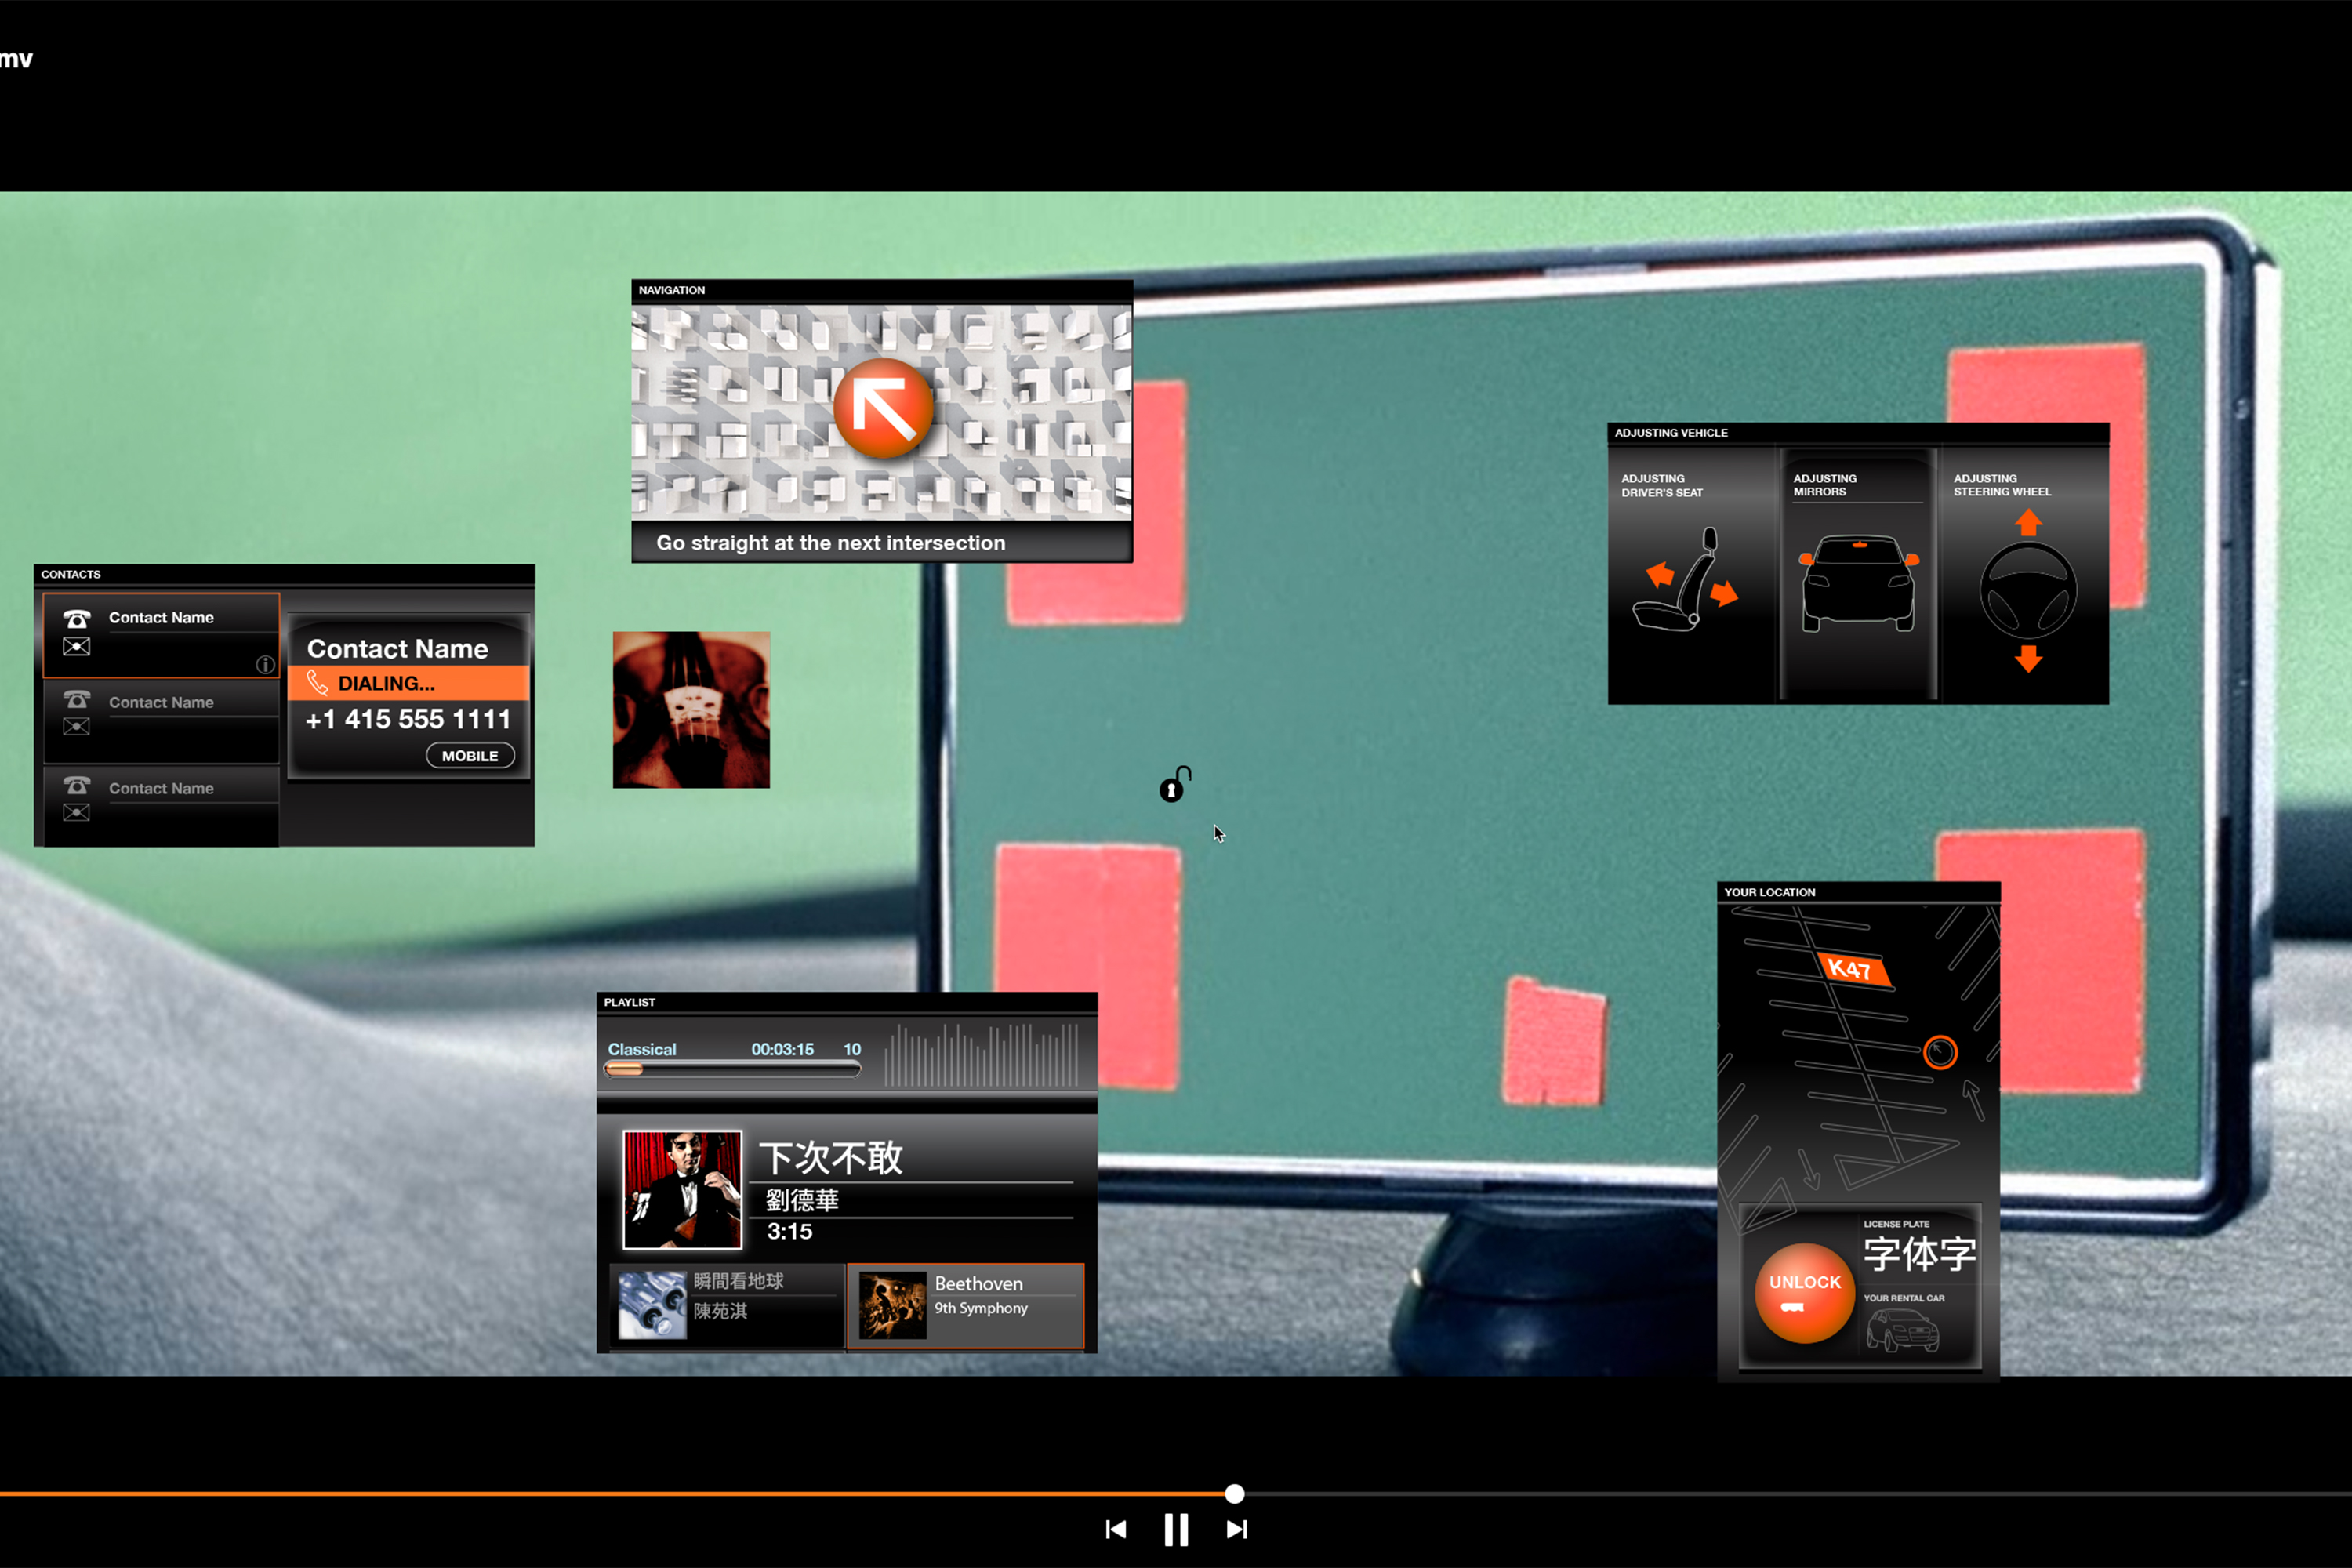 mv
NAVIGATION
Go straight at the next intersection
ADJUSTING VEHICLE
ADJUSTING
DRIVER'S SEAT
ADJUSTING
MIRRORS
ADJUSTING
STEERING WHEEL
CONTACTS
Contact Name
Contact Name
Contact Name
Contact Name
DIALING...
+1 415 555 1111
MOBILE
YOUR LOCATION
K47
LICENSE PLATE
字体字
UNLOCK
YOUR RENTAL CAR
PLAYLIST
Classical 00:03:15 10
下次不敢
劉德華
3:15
瞬間看地球
陳苑淇
Beethoven
9th Symphony